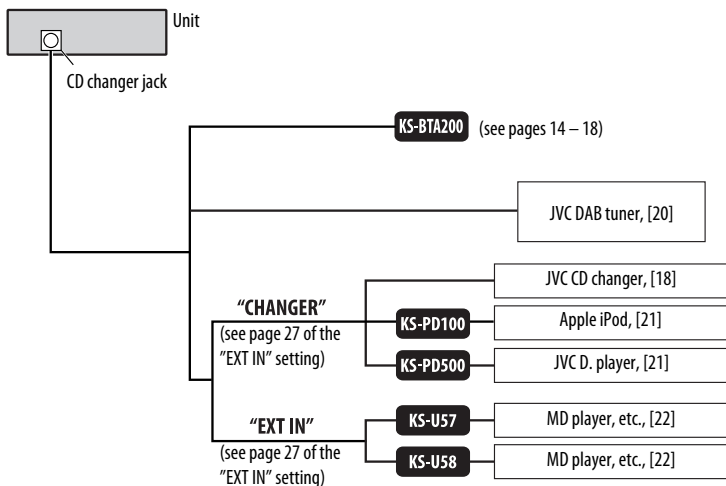 Unit
CD changer jack
KS-BTA200 (see pages 14 – 18)
JVC DAB tuner, [20]
JVC CD changer, [18]
"CHANGER"
(see page 27 of the
"EXT IN" setting)
KS-PD100 Apple iPod, [21]
KS-PD500 JVC D. player, [21]
"EXT IN"
(see page 27 of the
"EXT IN" setting)
KS-U57 MD player, etc., [22]
KS-U58 MD player, etc., [22]